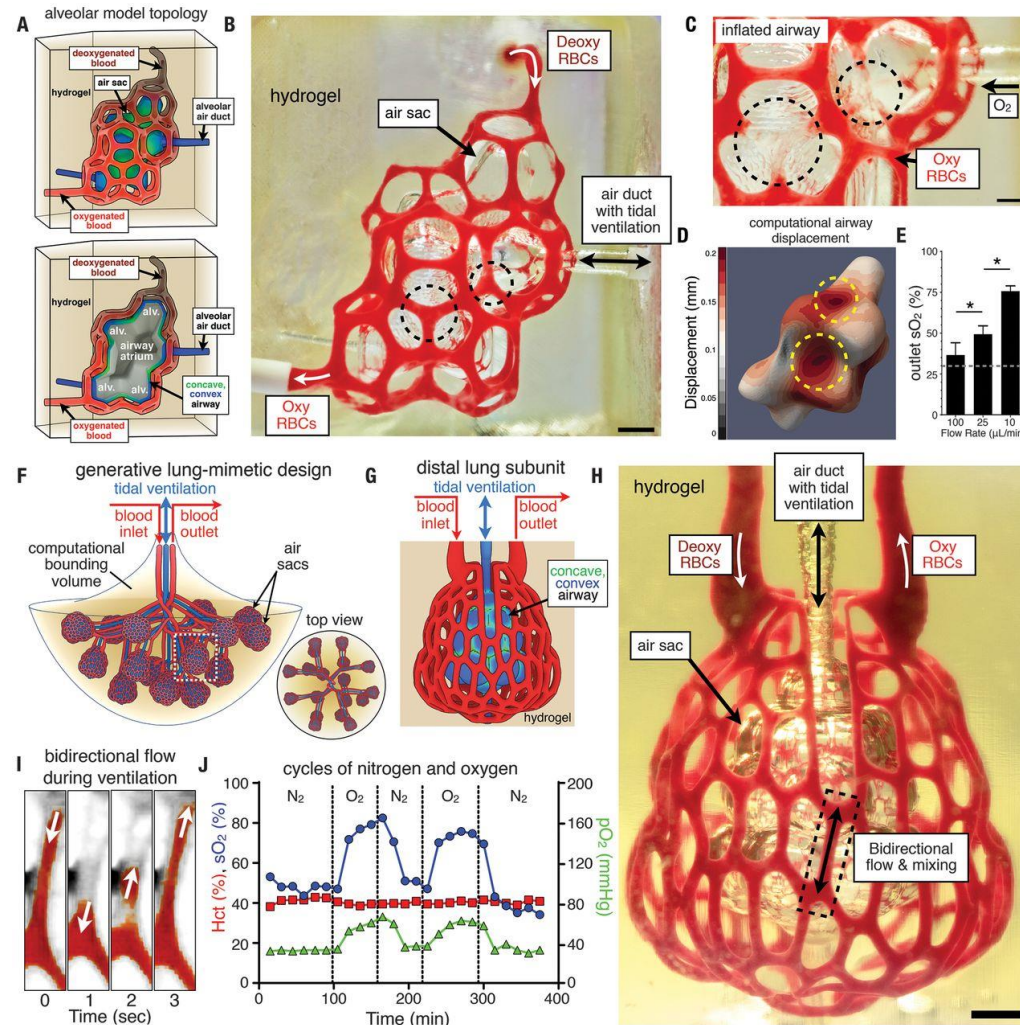 A
alveolar model topology
deoxygenated
blood
air sac
hydrogel
alveolar
air duct
oxygenated
blood
deoxygenated
blood
hydrogel
alv.
alv.
airway
atrium
alv.
alv.
alveolar
air duct
concave,
convex
airway
oxygenated
blood
B
hydrogel
Deoxy
RBCs
air sac
air duct
with tidal
ventilation
Oxy
RBCs
C
inflated airway
O₂
Oxy
RBCs
D
computational airway
displacement
Displacement (mm)
0.2
0.15
0.1
0.05
0
E
outlet sO₂ (%)
100
75
50
25
0
*
*
100 25 10
Flow Rate (µL/min
F
generative lung-mimetic design
tidal ventilation
blood
inlet
blood
outlet
computational
bounding
volume
air
sacs
top view
G
distal lung subunit
tidal ventilation
blood
inlet
blood
outlet
concave,
convex
airway
hydrogel
H
hydrogel
air duct
with tidal
ventilation
Deoxy
RBCs
Oxy
RBCs
air sac
Bidirectional
flow & mixing
I
bidirectional flow
during ventilation
0 1 2 3
Time (sec)
J
cycles of nitrogen and oxygen
N₂ O₂ N₂ O₂ N₂
Hct (%), sO₂ (%)
100
80
60
40
20
0
pO₂ (mmHg)
200
160
120
80
40
0
0 100 200 300 400
Time (min)